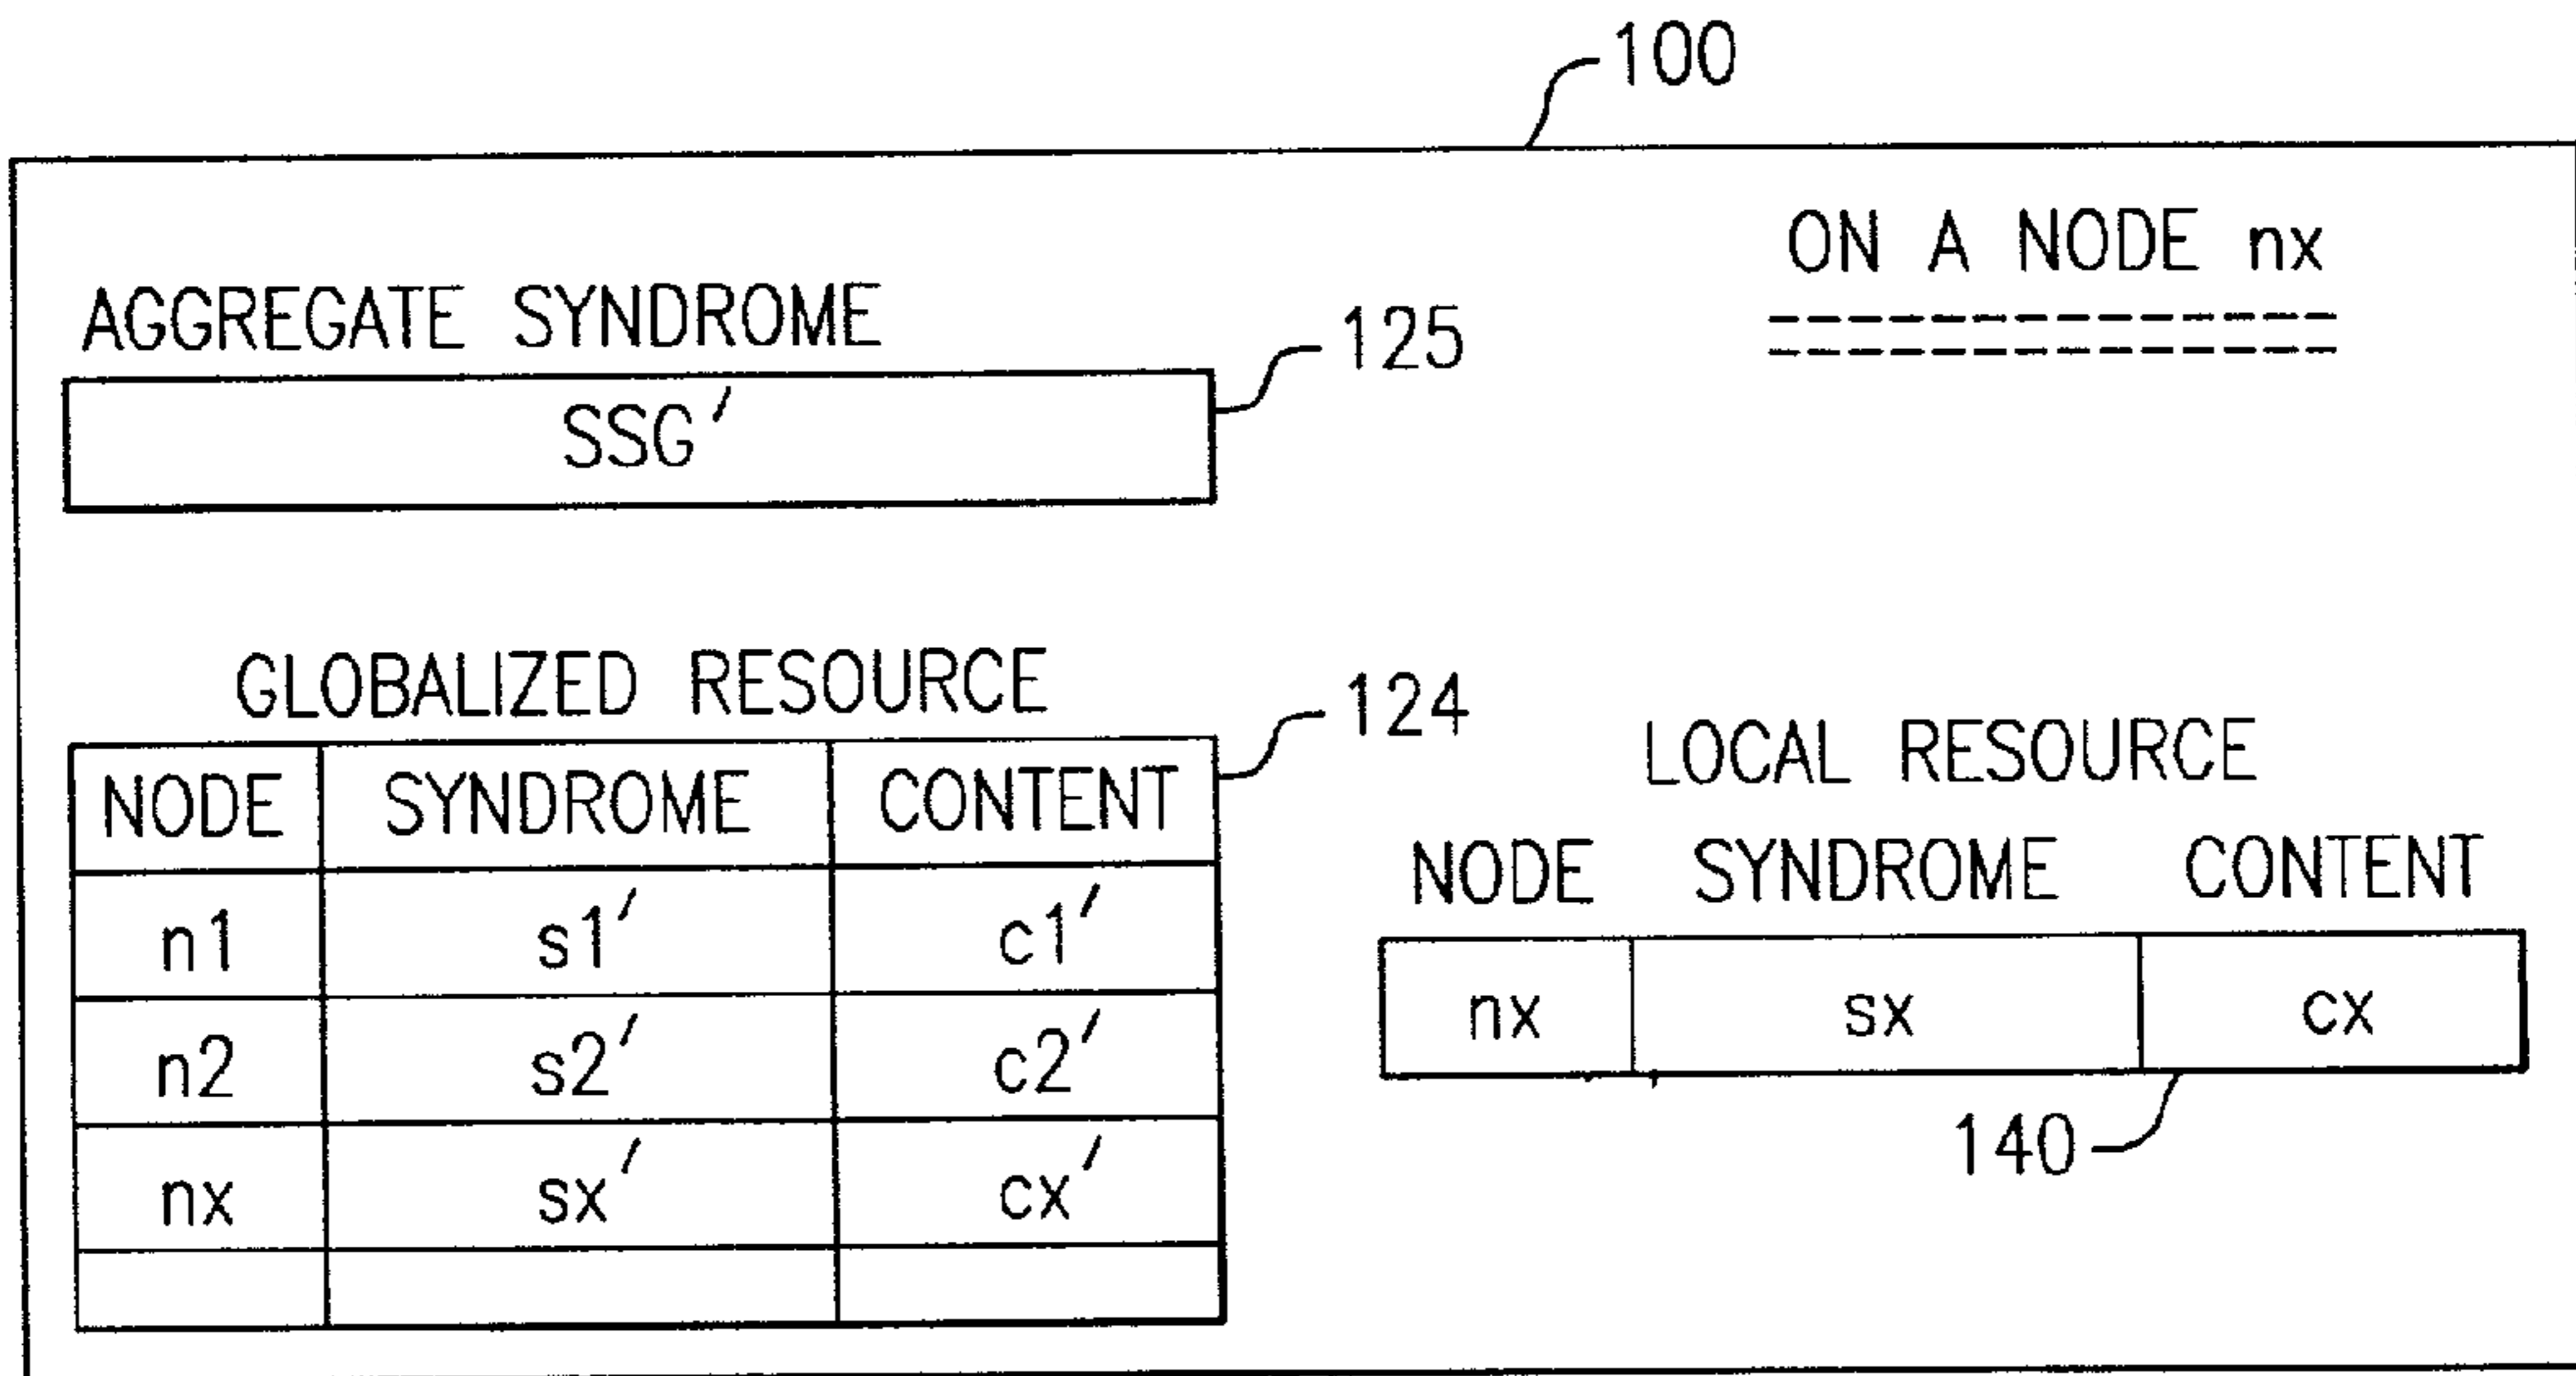 100
ON A NODE nx
AGGREGATE SYNDROME
125
SSG′
GLOBALIZED RESOURCE
124
NODE SYNDROME CONTENT
n1 s1′ c1′
n2 s2′ c2′
nx sx′ cx′
LOCAL RESOURCE
NODE SYNDROME CONTENT
nx sx cx
140